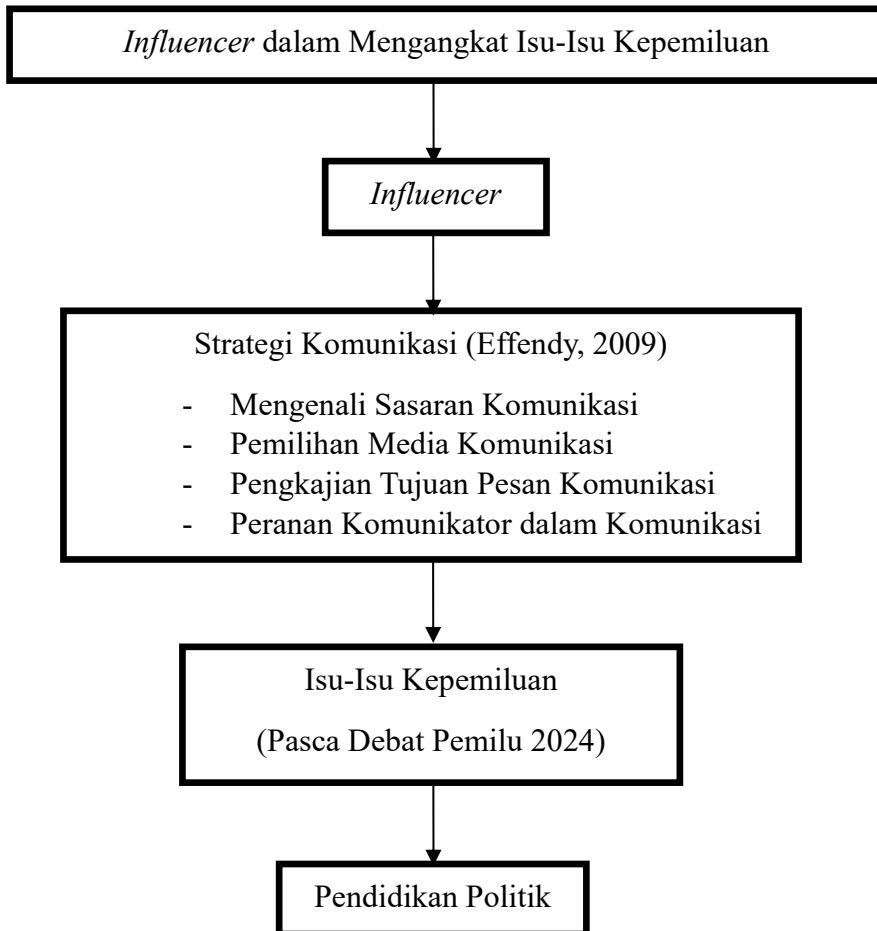 Influencer dalam Mengangkat Isu-Isu Kepemiluan
Influencer
Strategi Komunikasi (Effendy, 2009)
- Mengenali Sasaran Komunikasi
- Pemilihan Media Komunikasi
- Pengkajian Tujuan Pesan Komunikasi
- Peranan Komunikator dalam Komunikasi
Isu-Isu Kepemiluan
(Pasca Debat Pemilu 2024)
Pendidikan Politik